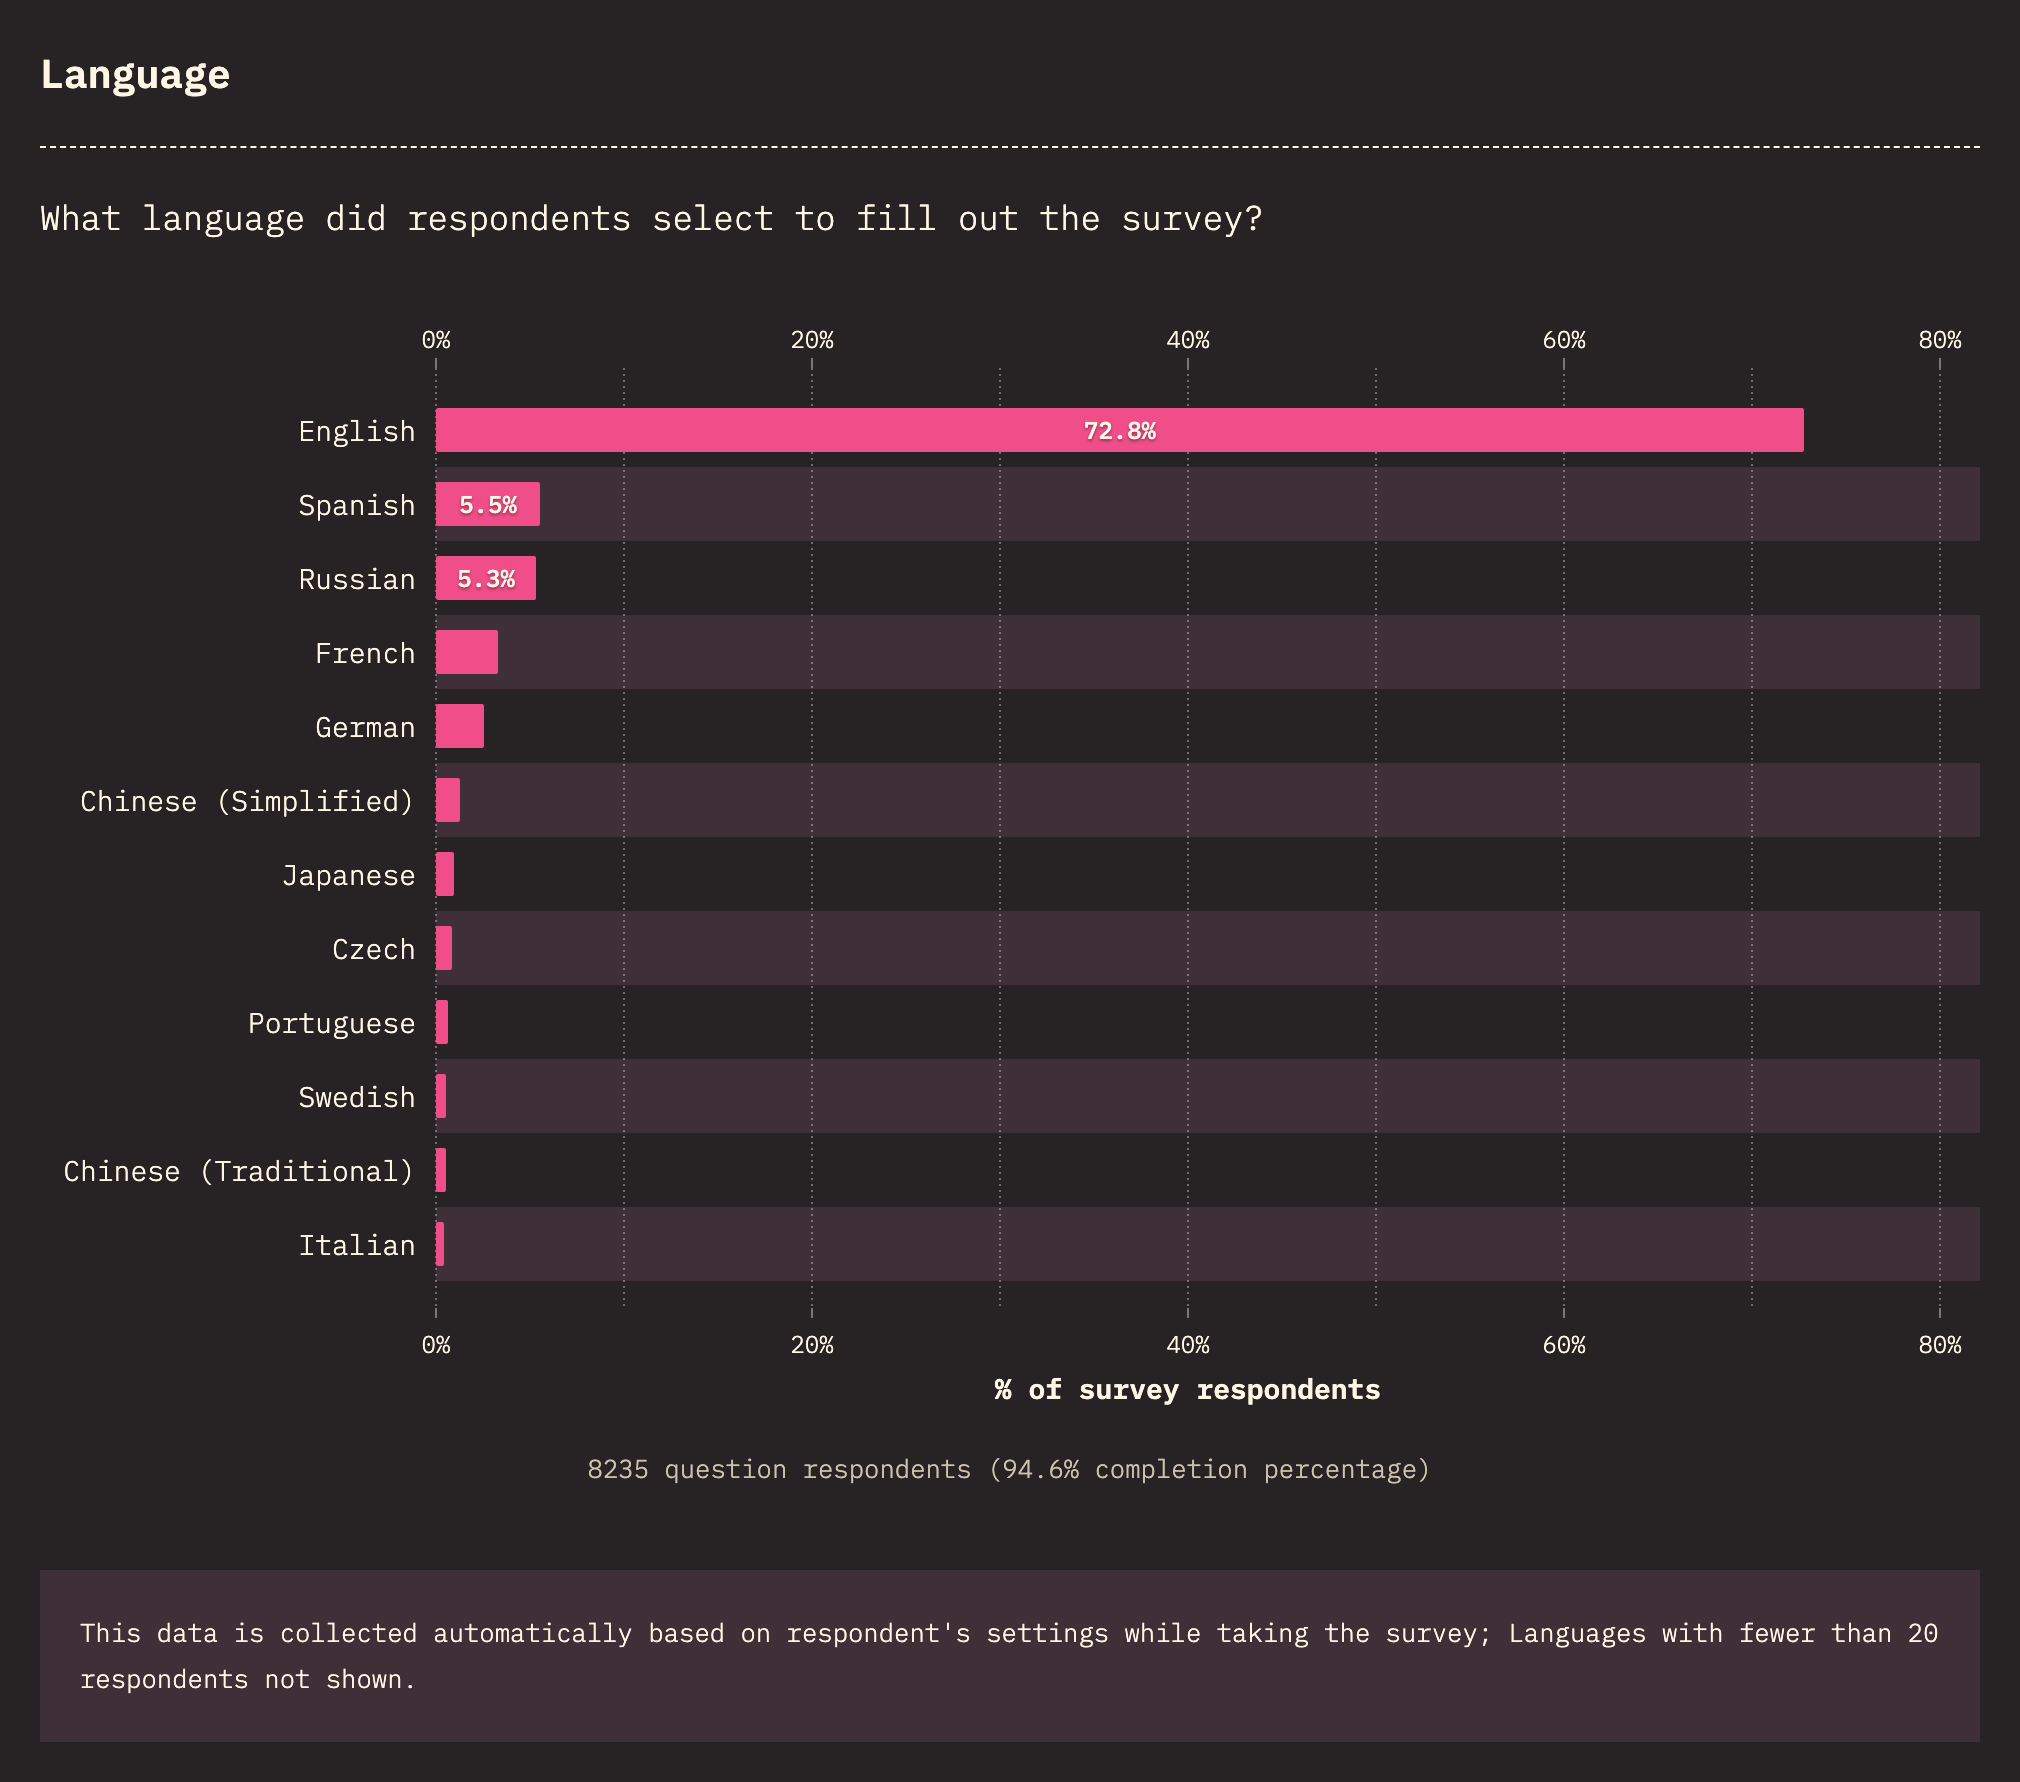 Language
What language did respondents select to fill out the survey?
0% 20% 40% 60% 80%
English 72.8%
Spanish 5.5%
Russian 5.3%
French
German
Chinese (Simplified)
Japanese
Czech
Portuguese
Swedish
Chinese (Traditional)
Italian
0% 20% 40% 60% 80%
% of survey respondents
8235 question respondents (94.6% completion percentage)
This data is collected automatically based on respondent's settings while taking the survey; Languages with fewer than 20
respondents not shown.